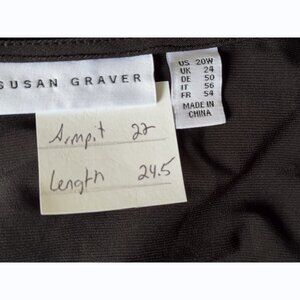 SUSAN GRAVER
US 20W
UK 24
DE 50
IT 56
FR 54
MADE IN
CHINA
Armpit 22
Length 24.5